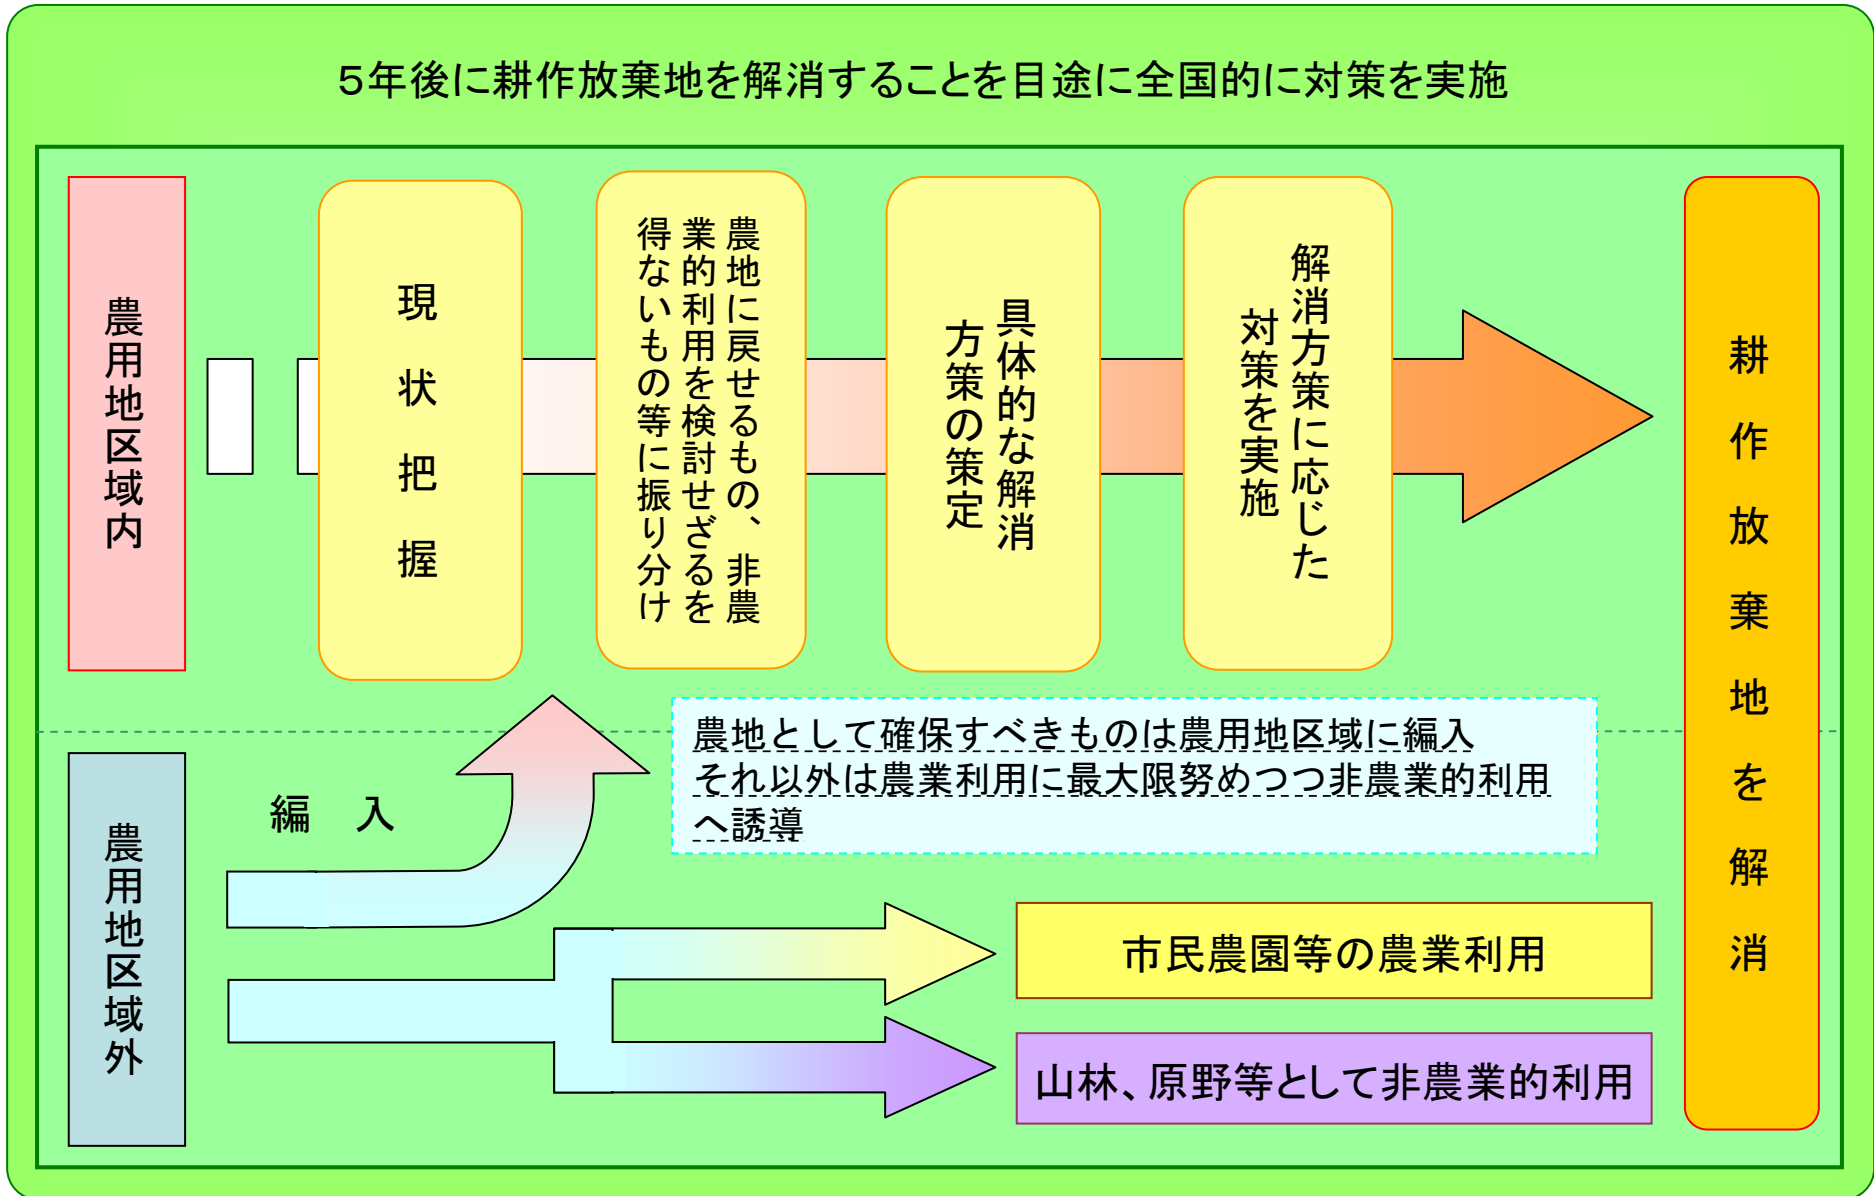 5年後に耕作放棄地を解消することを目途に全国的に対策を実施
農用地区域内
現状把握
農地に戻せるもの、非農
業的利用を検討せざるを
得ないもの等に振り分け
具体的な解消
方策の策定
解消方策に応じた
対策を実施
耕作放棄地を解消
農地として確保すべきものは農用地区域に編入
それ以外は農業利用に最大限努めつつ非農業的利用
へ誘導
編 入
農用地区域外
市民農園等の農業利用
山林、原野等として非農業的利用